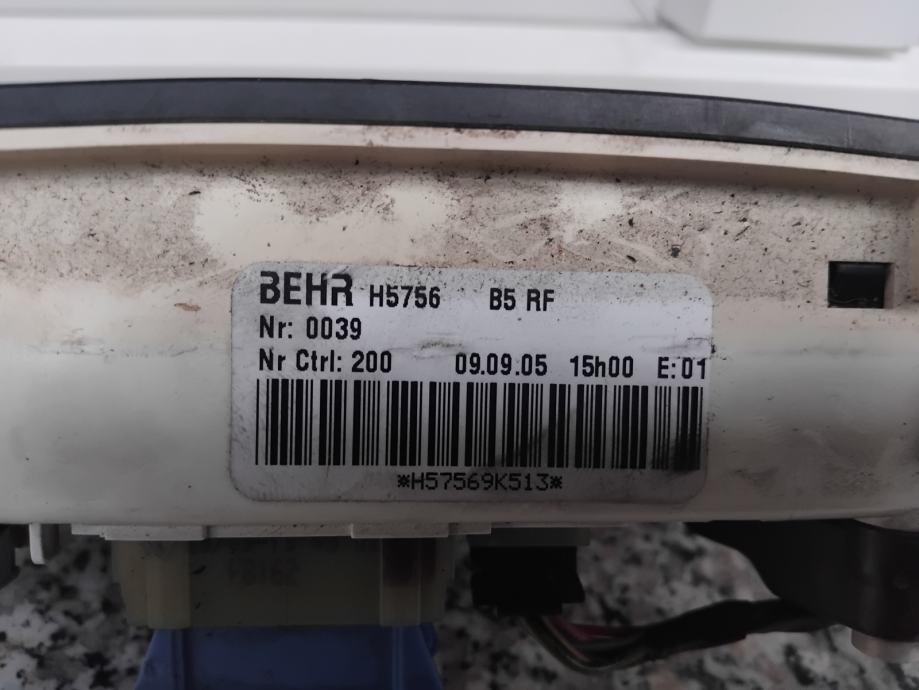 BEHR H5756 B5 RF
Nr: 0039
Nr Ctrl: 200 09.09.05 15h00 E:01
*H57569K513*